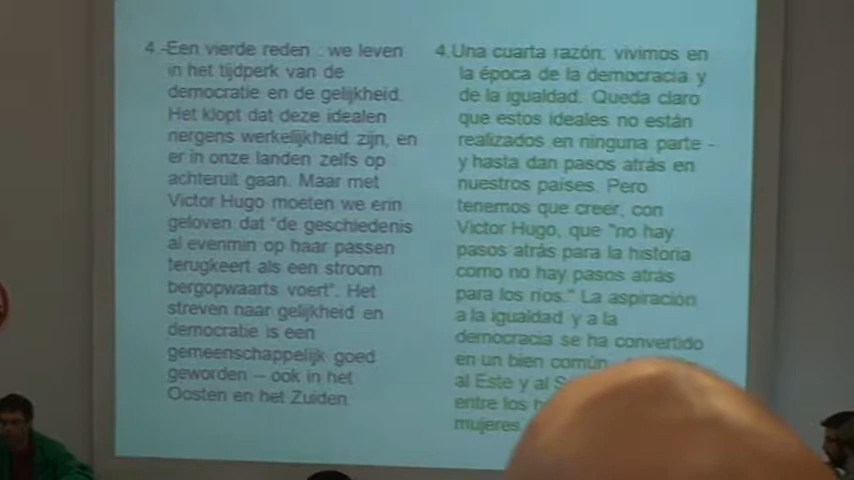 4.-Een vierde reden : we leven
in het tijdperk van de
democratie en de gelijkheid.
Het klopt dat deze idealen
nergens werkelijkheid zijn, en
er in onze landen zelfs op
achteruit gaan. Maar met
Victor Hugo moeten we erin
geloven dat "de geschiedenis
al evenmin op haar passen
terugkeert als een stroom
bergopwaarts voert". Het
streven naar gelijkheid en
democratie is een
gemeenschappelijk goed
geworden – ook in het
Oosten en het Zuiden.
4.Una cuarta razón: vivimos en
la época de la democracia y
de la igualdad. Queda claro
que estos ideales no están
realizados en ninguna parte -
y hasta dan pasos atrás en
nuestros países. Pero
tenemos que creer, con
Victor Hugo, que "no hay
pasos atrás para la historia
como no hay pasos atrás
para los rios." La aspiración
a la igualdad y a la
democracia se ha convertido
en un bien común,
al Este y al
entre los
mujeres.